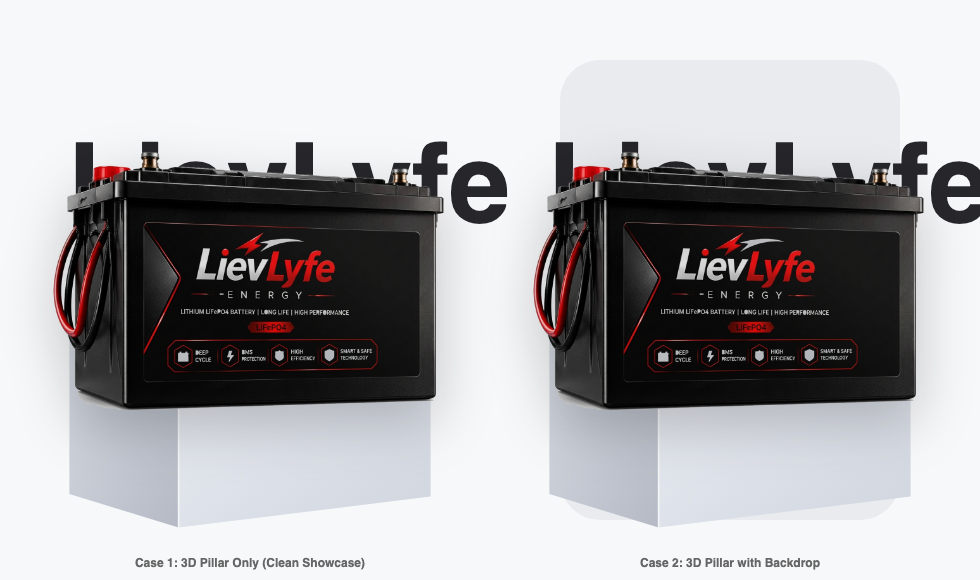 LievLyfe
LievLyfe
ENERGY
LITHIUM LiFePO4 BATTERY | LONG LIFE | HIGH PERFORMANCE
LiFePO4
DEEP CYCLE
BMS PROTECTION
HIGH EFFICIENCY
SMART & SAFE TECHNOLOGY
Case 1: 3D Pillar Only (Clean Showcase)
LievLyfe
LievLyfe
ENERGY
LITHIUM LiFePO4 BATTERY | LONG LIFE | HIGH PERFORMANCE
LiFePO4
DEEP CYCLE
BMS PROTECTION
HIGH EFFICIENCY
SMART & SAFE TECHNOLOGY
Case 2: 3D Pillar with Backdrop